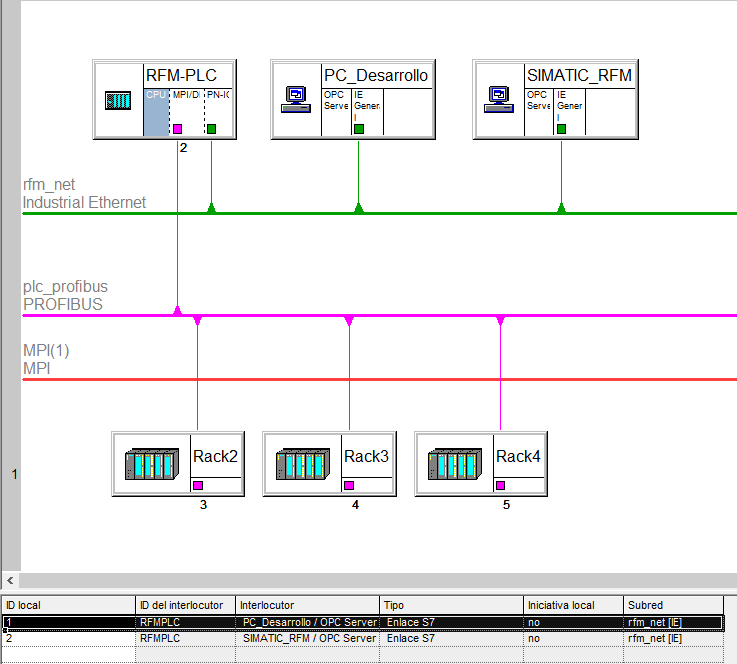 RFM-PLC
CPU MPI/DI PN-IO
2
PC_Desarrollo
OPC Serve
IE Gener l
SIMATIC_RFM
OPC Serve
IE Gener l
rfm_net
Industrial Ethernet
plc_profibus
PROFIBUS
MPI(1)
MPI
Rack2
3
Rack3
4
Rack4
5
1
ID local ID del interlocutor Interlocutor Tipo Iniciativa local Subred
1 RFMPLC PC_Desarrollo / OPC Server Enlace S7 no rfm_net [IE]
2 RFMPLC SIMATIC_RFM / OPC Server Enlace S7 no rfm_net [IE]